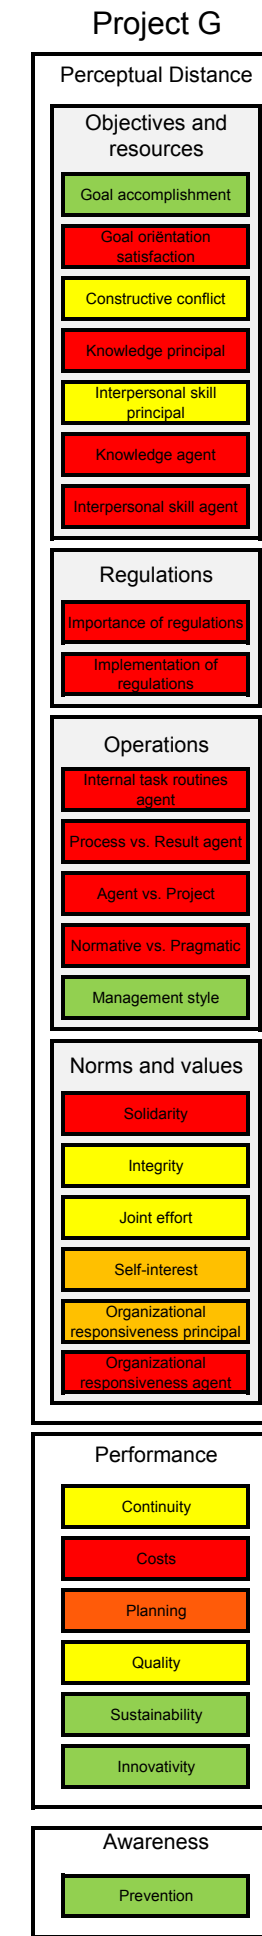 Project G
Perceptual Distance
Objectives and
resources
Goal accomplishment
Goal oriëntation
satisfaction
Constructive conflict
Knowledge principal
Interpersonal skill
principal
Knowledge agent
Interpersonal skill agent
Regulations
Importance of regulations
Implementation of
regulations
Operations
Internal task routines
agent
Process vs. Result agent
Agent vs. Project
Normative vs. Pragmatic
Management style
Norms and values
Solidarity
Integrity
Joint effort
Self-interest
Organizational
responsiveness principal
Organizational
responsiveness agent
Performance
Continuity
Costs
Planning
Quality
Sustainability
Innovativity
Awareness
Prevention